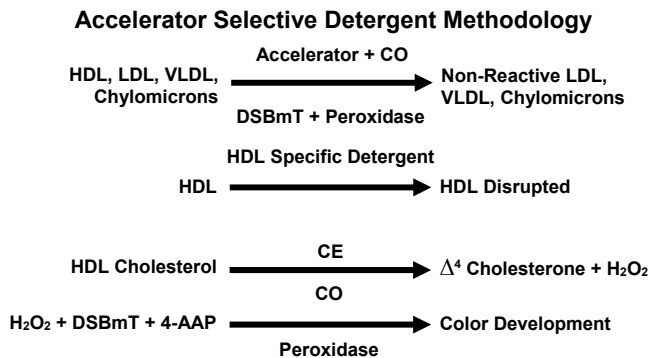 Accelerator Selective Detergent Methodology
Accelerator + CO
HDL, LDL, VLDL,
Chylomicrons
Non-Reactive LDL,
VLDL, Chylomicrons
DSBmT + Peroxidase
HDL Specific Detergent
HDL
HDL Disrupted
CE
HDL Cholesterol
Δ⁴ Cholesterone + H₂O₂
CO
H₂O₂ + DSBmT + 4-AAP
Color Development
Peroxidase